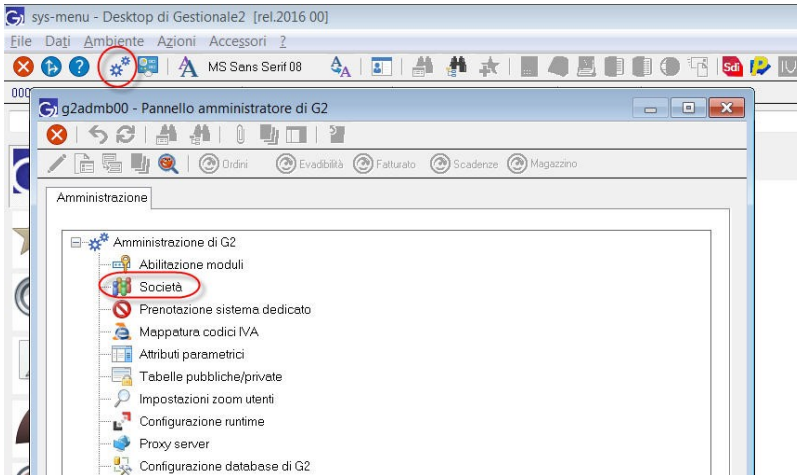 sys-menu - Desktop di Gestionale2 [rel.2016 00]
File Dati Ambiente Azioni Accessori ?
MS Sans Serif 08 Sdi
000
g2admb00 - Pannello amministratore di G2
Ordini Evadibilità Fatturato Scadenze Magazzino
Amministrazione
Amministrazione di G2
Abilitazione moduli
Società
Prenotazione sistema dedicato
Mappatura codici IVA
Attributi parametrici
Tabelle pubbliche/private
Impostazioni zoom utenti
Configurazione runtime
Proxy server
Configurazione database di G2